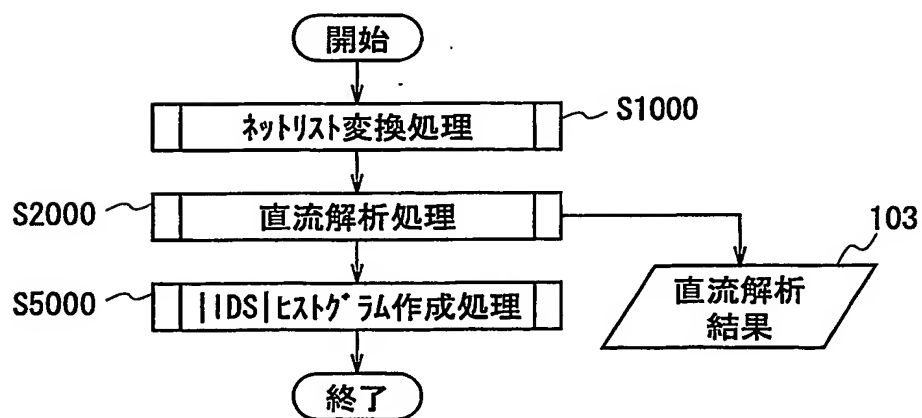 開始
ネットリスト変換処理
S1000
S2000
直流解析処理
103
直流解析
結果
S5000
|IDS|ヒストグラム作成処理
終了